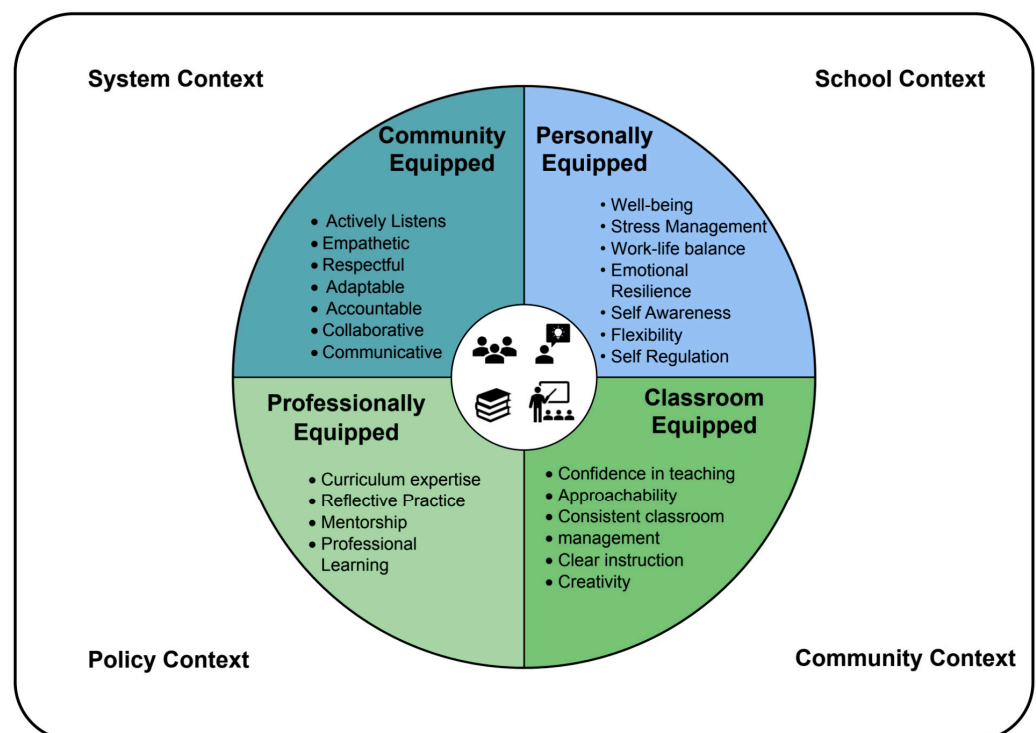 System Context
School Context
Community
Equipped
• Actively Listens
• Empathetic
• Respectful
• Adaptable
• Accountable
• Collaborative
• Communicative
Personally
Equipped
• Well-being
• Stress Management
• Work-life balance
• Emotional
Resilience
• Self Awareness
• Flexibility
• Self Regulation
Professionally
Equipped
• Curriculum expertise
• Reflective Practice
• Mentorship
• Professional
Learning
Classroom
Equipped
• Confidence in teaching
• Approachability
• Consistent classroom
• management
• Clear instruction
• Creativity
Policy Context
Community Context